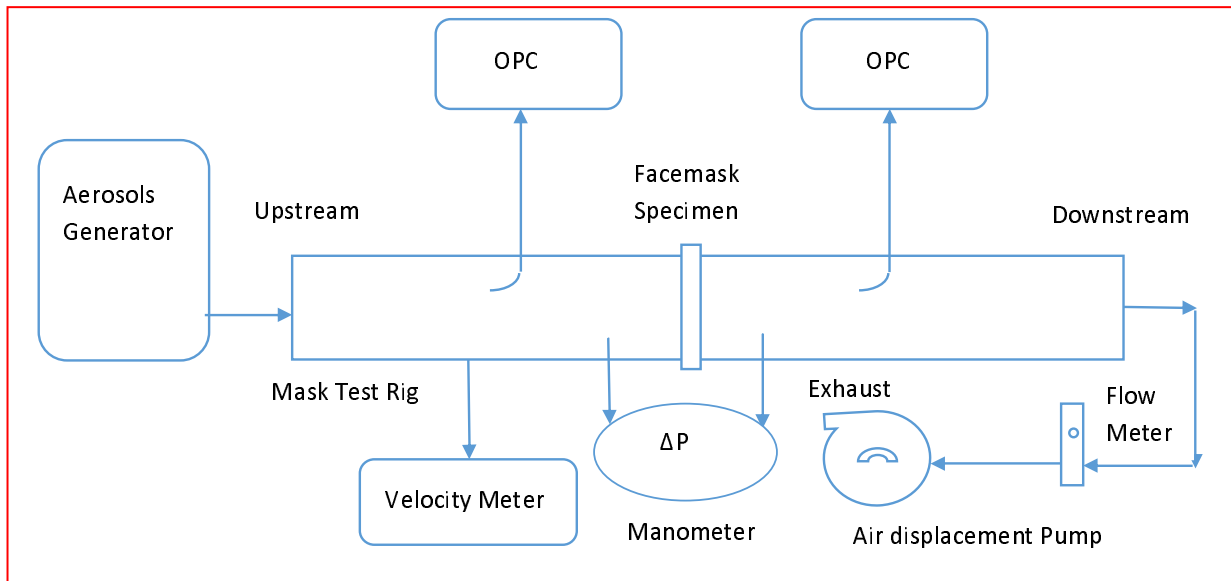 OPC
OPC
Aerosols
Generator
Upstream
Facemask
Specimen
Downstream
Mask Test Rig
Exhaust
Flow
Meter
ΔP
Velocity Meter
Manometer
Air displacement Pump